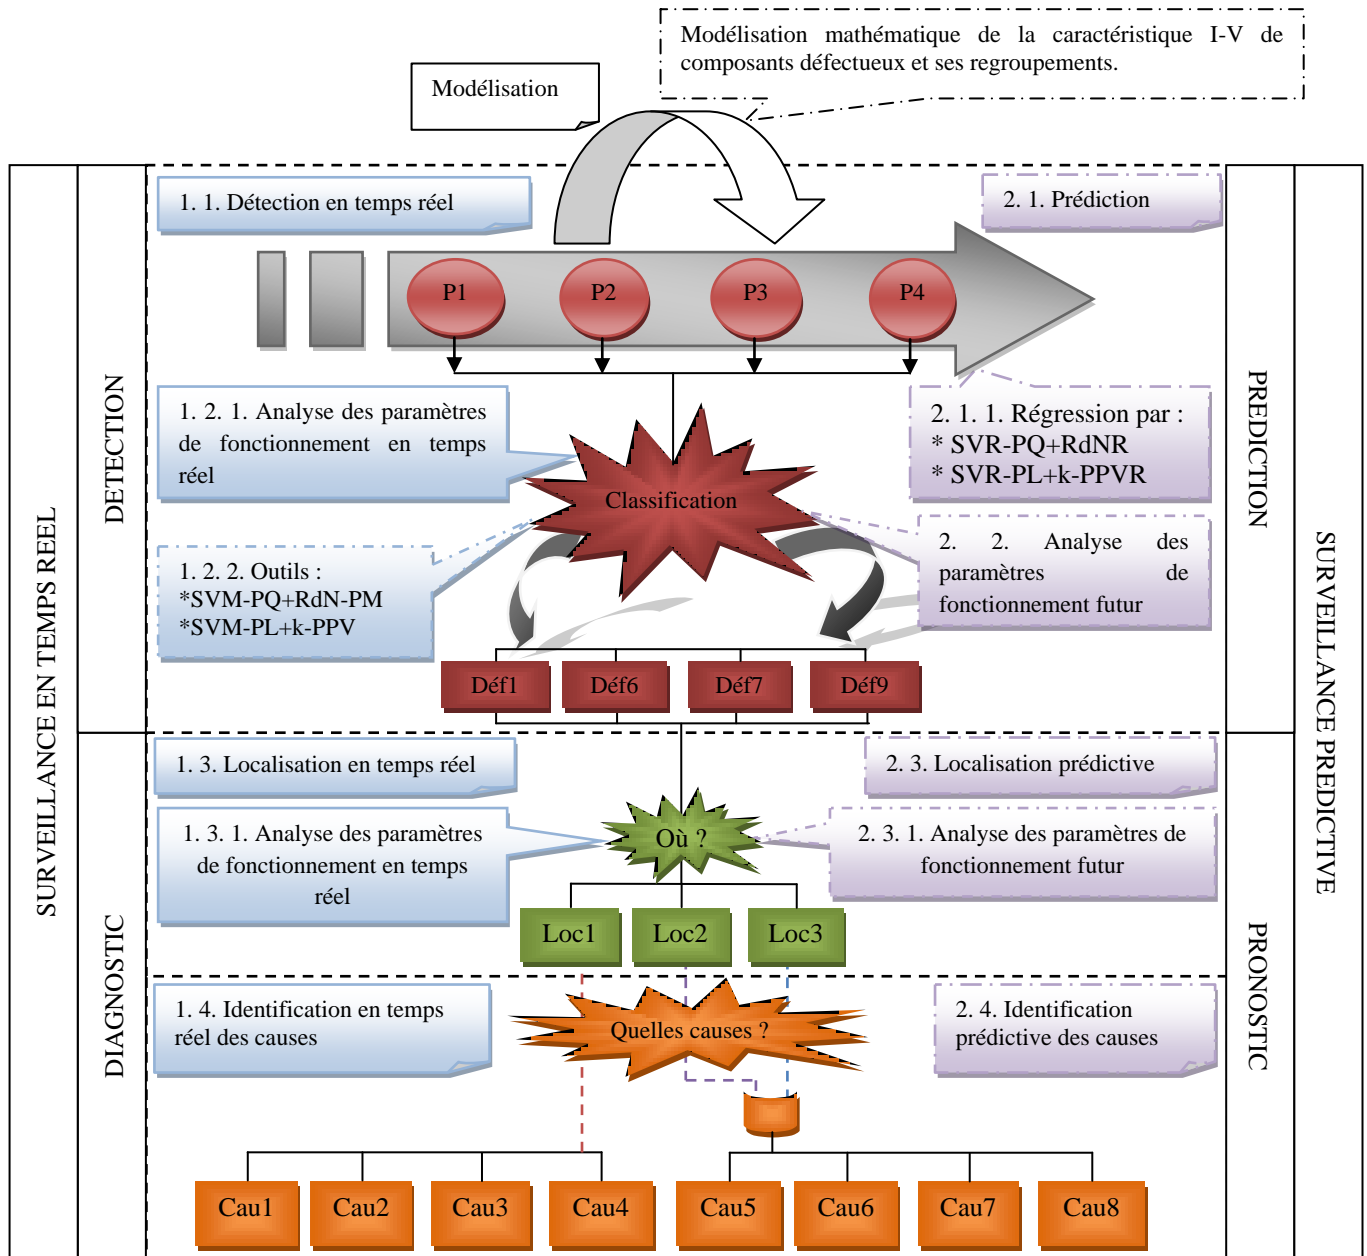 Modélisation mathématique de la caractéristique I-V de
composants défectueux et ses regroupements.
Modélisation
SURVEILLANCE EN TEMPS REEL
DETECTION
1. 1. Détection en temps réel
2. 1. Prédiction
P1
P2
P3
P4
1. 2. 1. Analyse des paramètres
de fonctionnement en temps
réel
2. 1. 1. Régression par :
* SVR-PQ+RdNR
* SVR-PL+k-PPVR
Classification
1. 2. 2. Outils :
*SVM-PQ+RdN-PM
*SVM-PL+k-PPV
2. 2. Analyse des
paramètres de
fonctionnement futur
Déf1
Déf6
Déf7
Déf9
PREDICTION
SURVEILLANCE PREDICTIVE
DIAGNOSTIC
1. 3. Localisation en temps réel
2. 3. Localisation prédictive
1. 3. 1. Analyse des paramètres
de fonctionnement en temps
réel
Où ?
2. 3. 1. Analyse des paramètres de
fonctionnement futur
Loc1
Loc2
Loc3
PRONOSTIC
1. 4. Identification en temps
réel des causes
Quelles causes ?
2. 4. Identification
prédictive des causes
Cau1
Cau2
Cau3
Cau4
Cau5
Cau6
Cau7
Cau8